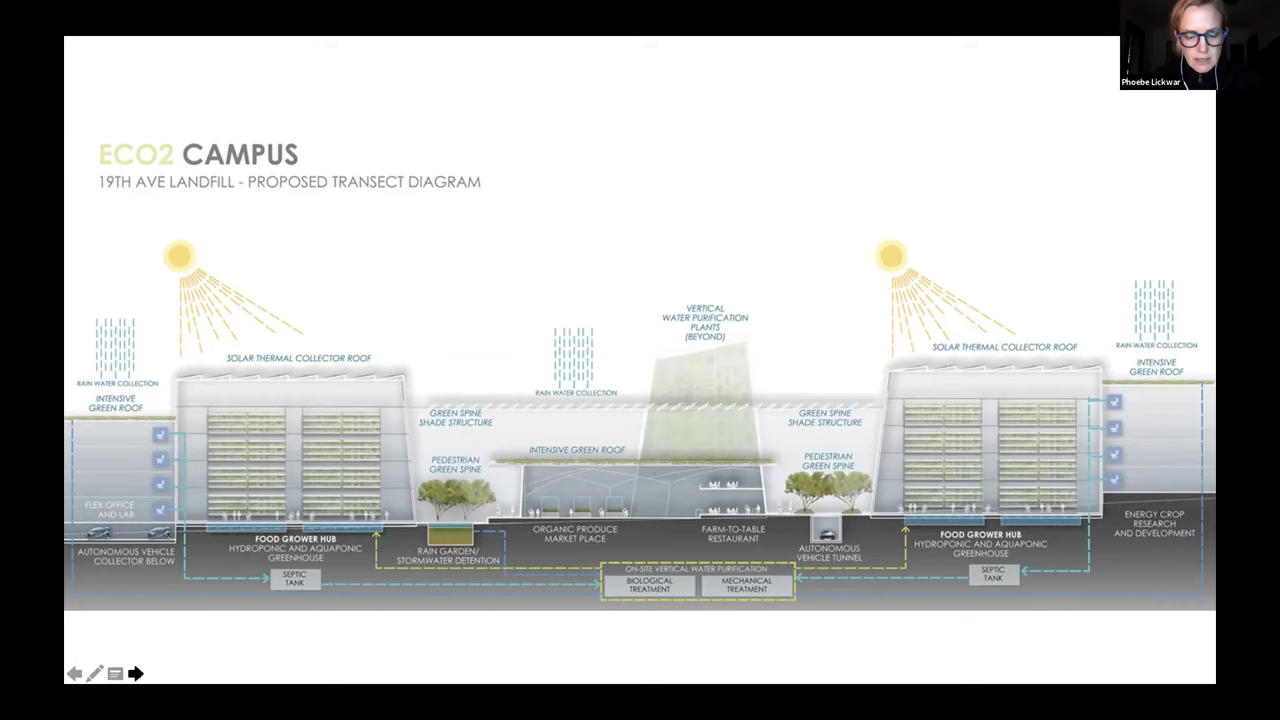 Phoebe Lickwar
ECO2 CAMPUS
19TH AVE LANDFILL - PROPOSED TRANSECT DIAGRAM
RAIN WATER COLLECTION
INTENSIVE
GREEN ROOF
SOLAR THERMAL COLLECTOR ROOF
GREEN SPINE
SHADE STRUCTURE
PEDESTRIAN
GREEN SPINE
RAIN WATER COLLECTION
INTENSIVE GREEN ROOF
VERTICAL
WATER PURIFICATION
PLANTS
(BEYOND)
GREEN SPINE
SHADE STRUCTURE
PEDESTRIAN
GREEN SPINE
SOLAR THERMAL COLLECTOR ROOF
RAIN WATER COLLECTION
INTENSIVE
GREEN ROOF
FLEX OFFICE
AND LAB
AUTONOMOUS VEHICLE
COLLECTOR BELOW
FOOD GROWER HUB
HYDROPONIC AND AQUAPONIC
GREENHOUSE
SEPTIC
TANK
RAIN GARDEN/
STORMWATER DETENTION
ORGANIC PRODUCE
MARKET PLACE
FARM-TO-TABLE
RESTAURANT
AUTONOMOUS
VEHICLE TUNNEL
ON-SITE VERTICAL WATER PURIFICATION
BIOLOGICAL
TREATMENT
MECHANICAL
TREATMENT
FOOD GROWER HUB
HYDROPONIC AND AQUAPONIC
GREENHOUSE
SEPTIC
TANK
ENERGY CROP
RESEARCH
AND DEVELOPMENT